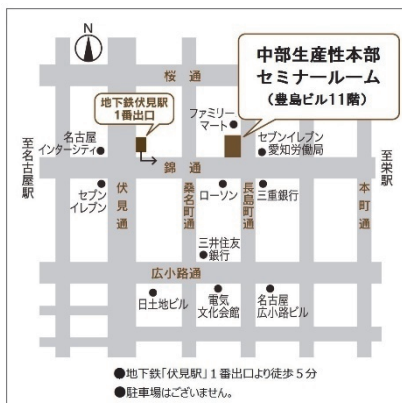 N
中部生産性本部
セミナールーム
（豊島ビル11階）
桜通
地下鉄伏見駅
1番出口
ファミリー
マート
セブンイレブン
愛知労働局
名古屋
インターシティ
至名古屋駅
至栄駅
錦通
セブン
イレブン
伏見通
桑名町通
ローソン
長島町通
三重銀行
本町通
三井住友
銀行
広小路通
日土地ビル
電気
文化会館
名古屋
広小路ビル
●地下鉄「伏見駅」1番出口より徒歩5分
●駐車場はございません。